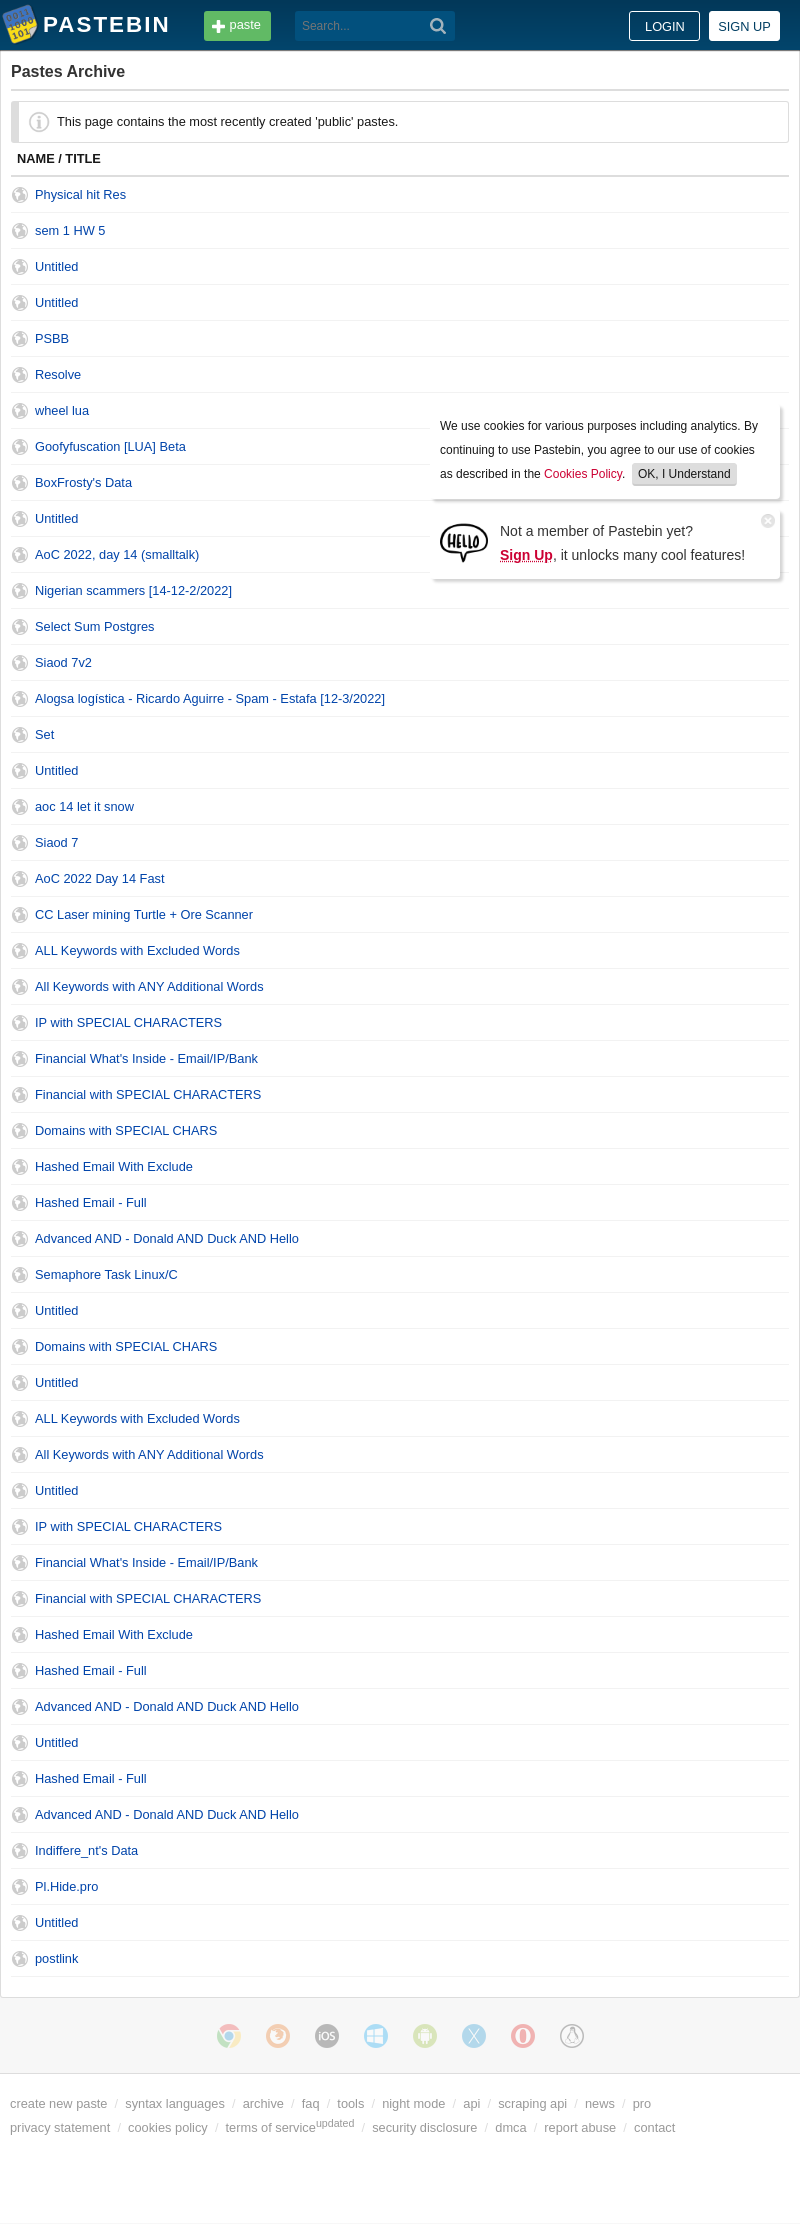 PASTEBIN
paste
Search...
LOGIN
SIGN UP
Pastes Archive
This page contains the most recently created 'public' pastes.
NAME / TITLE
Physical hit Res
sem 1 HW 5
Untitled
Untitled
PSBB
Resolve
wheel lua
Goofyfuscation [LUA] Beta
BoxFrosty's Data
Untitled
AoC 2022, day 14 (smalltalk)
Nigerian scammers [14-12-2/2022]
Select Sum Postgres
Siaod 7v2
Alogsa logística - Ricardo Aguirre - Spam - Estafa [12-3/2022]
Set
Untitled
aoc 14 let it snow
Siaod 7
AoC 2022 Day 14 Fast
CC Laser mining Turtle + Ore Scanner
ALL Keywords with Excluded Words
All Keywords with ANY Additional Words
IP with SPECIAL CHARACTERS
Financial What's Inside - Email/IP/Bank
Financial with SPECIAL CHARACTERS
Domains with SPECIAL CHARS
Hashed Email With Exclude
Hashed Email - Full
Advanced AND - Donald AND Duck AND Hello
Semaphore Task Linux/C
Untitled
Domains with SPECIAL CHARS
Untitled
ALL Keywords with Excluded Words
All Keywords with ANY Additional Words
Untitled
IP with SPECIAL CHARACTERS
Financial What's Inside - Email/IP/Bank
Financial with SPECIAL CHARACTERS
Hashed Email With Exclude
Hashed Email - Full
Advanced AND - Donald AND Duck AND Hello
Untitled
Hashed Email - Full
Advanced AND - Donald AND Duck AND Hello
Indiffere_nt's Data
Pl.Hide.pro
Untitled
postlink
We use cookies for various purposes including analytics. By
continuing to use Pastebin, you agree to our use of cookies
as described in the Cookies Policy. OK, I Understand
HELLO
Not a member of Pastebin yet?
Sign Up, it unlocks many cool features!
iOS
create new paste / syntax languages / archive / faq / tools / night mode / api / scraping api / news / pro
privacy statement / cookies policy / terms of service updated / security disclosure / dmca / report abuse / contact